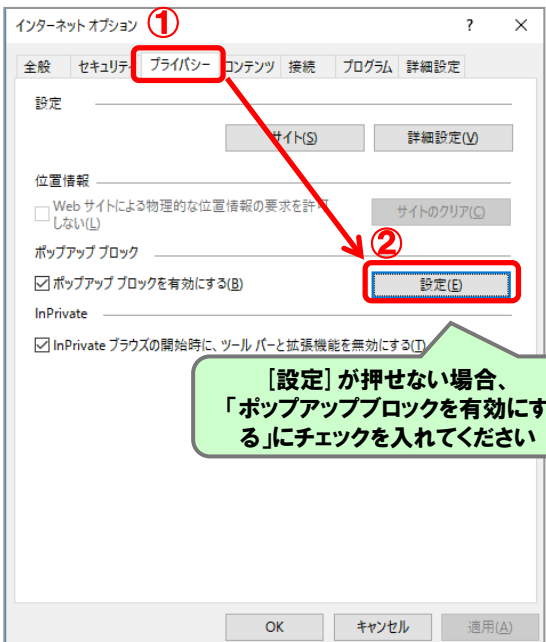 インターネット オプション ① ? ×
全般 セキュリティ プライバシー コンテンツ 接続 プログラム 詳細設定
設定
サイト(S) 詳細設定(V)
位置情報
Web サイトによる物理的な位置情報の要求を許可
しない(L) サイトのクリア(C)
ポップアップ ブロック ②
ポップアップ ブロックを有効にする(B) 設定(E)
InPrivate
InPrivate ブラウズの開始時に、ツール バーと拡張機能を無効にする(T)
[設定] が押せない場合、
「ポップアップブロックを有効にす
る」にチェックを入れてください
OK キャンセル 適用(A)